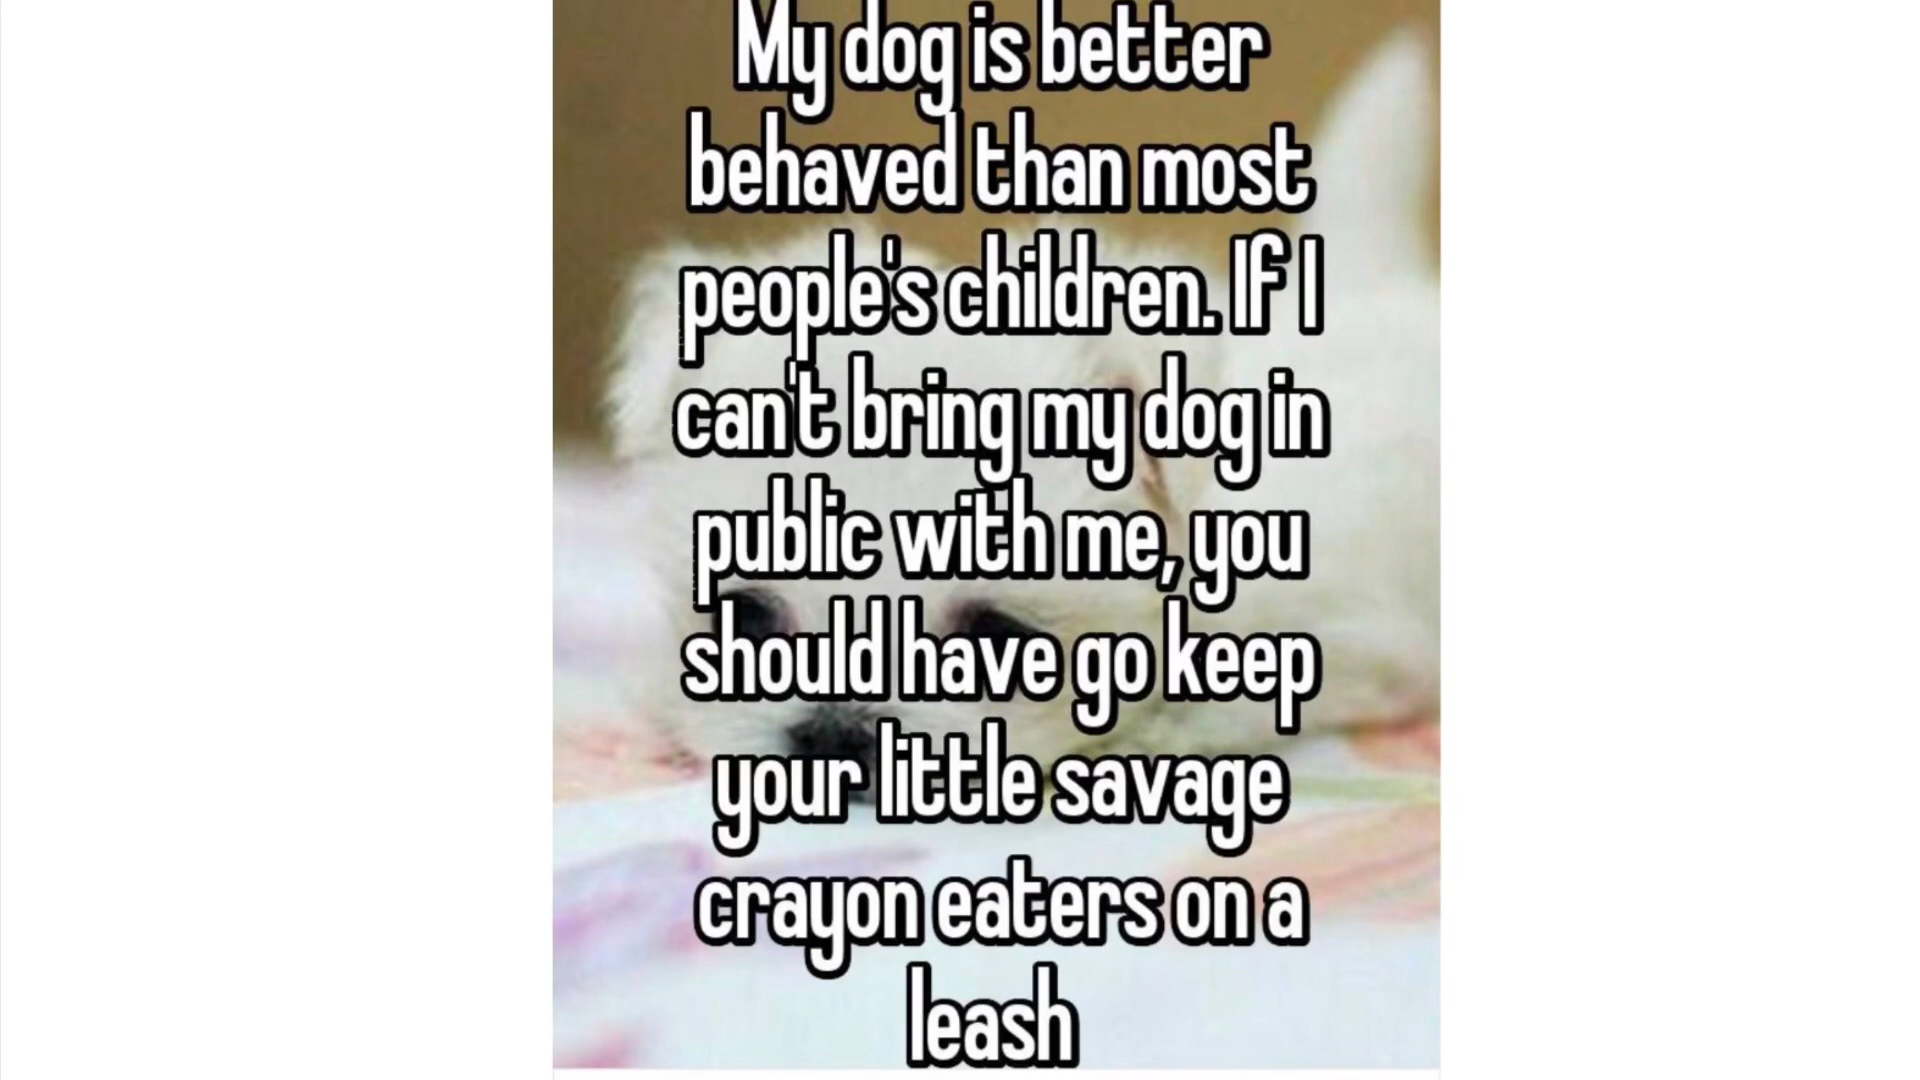 My dog is better
behaved than most
people's children. If I
can't bring my dog in
public with me, you
should have go keep
your little savage
crayon eaters on a
leash